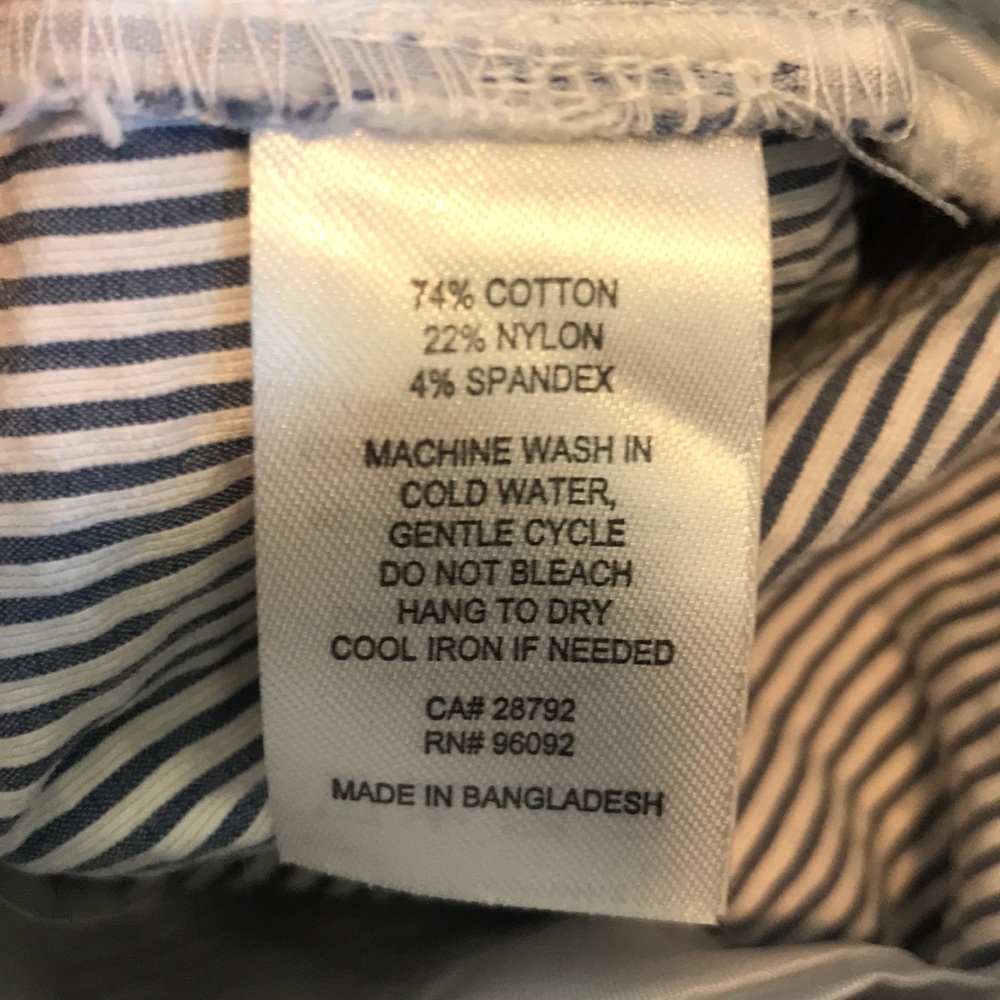 74% COTTON
22% NYLON
4% SPANDEX
MACHINE WASH IN
COLD WATER,
GENTLE CYCLE
DO NOT BLEACH
HANG TO DRY
COOL IRON IF NEEDED
CA# 28792
RN# 96092
MADE IN BANGLADESH